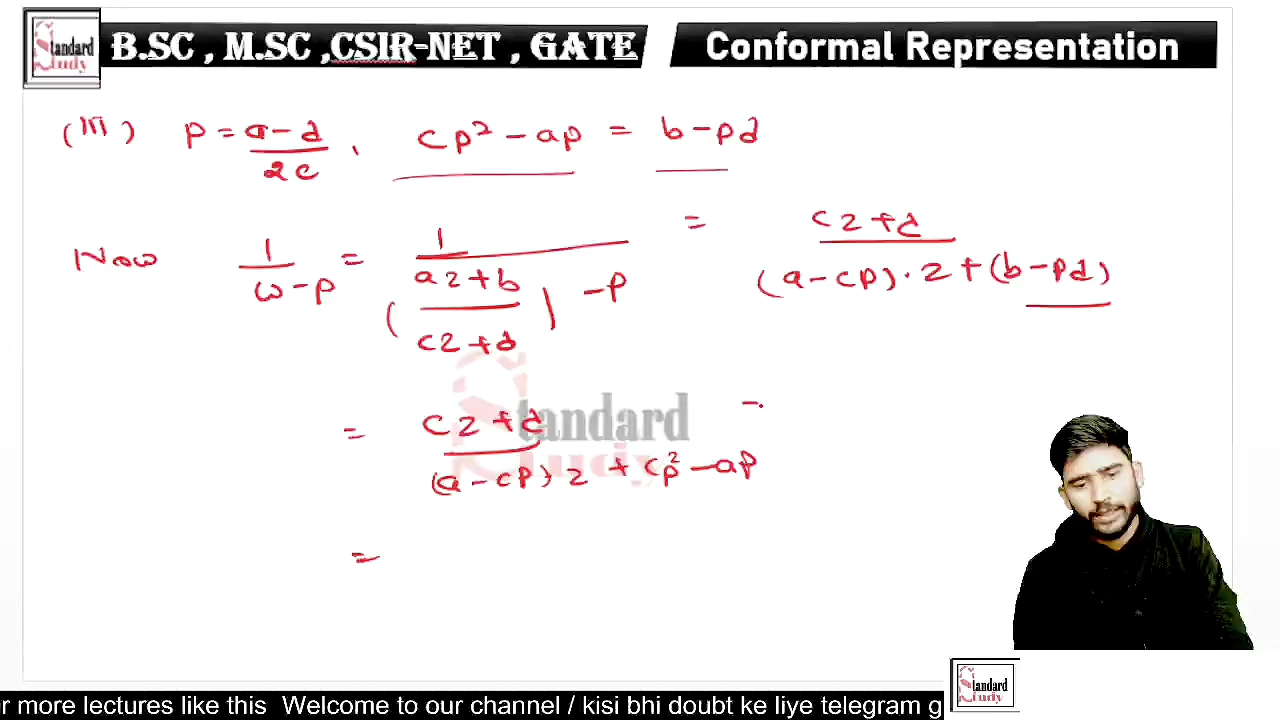 Standard Study B.SC , M.SC ,CSIR-NET , GATE Conformal Representation
(III) p = a-d/2c , cp² - ap = b - pd
Now 1/(ω-p) = 1/((az+b/cz+d) - p) = cz+d/((a-cp)·z+(b-pd))
= cz+d/((a-cp)z + cp² - ap) -
Standard Study
=
Standard Study
r more lectures like this Welcome to our channel / kisi bhi doubt ke liye telegram g